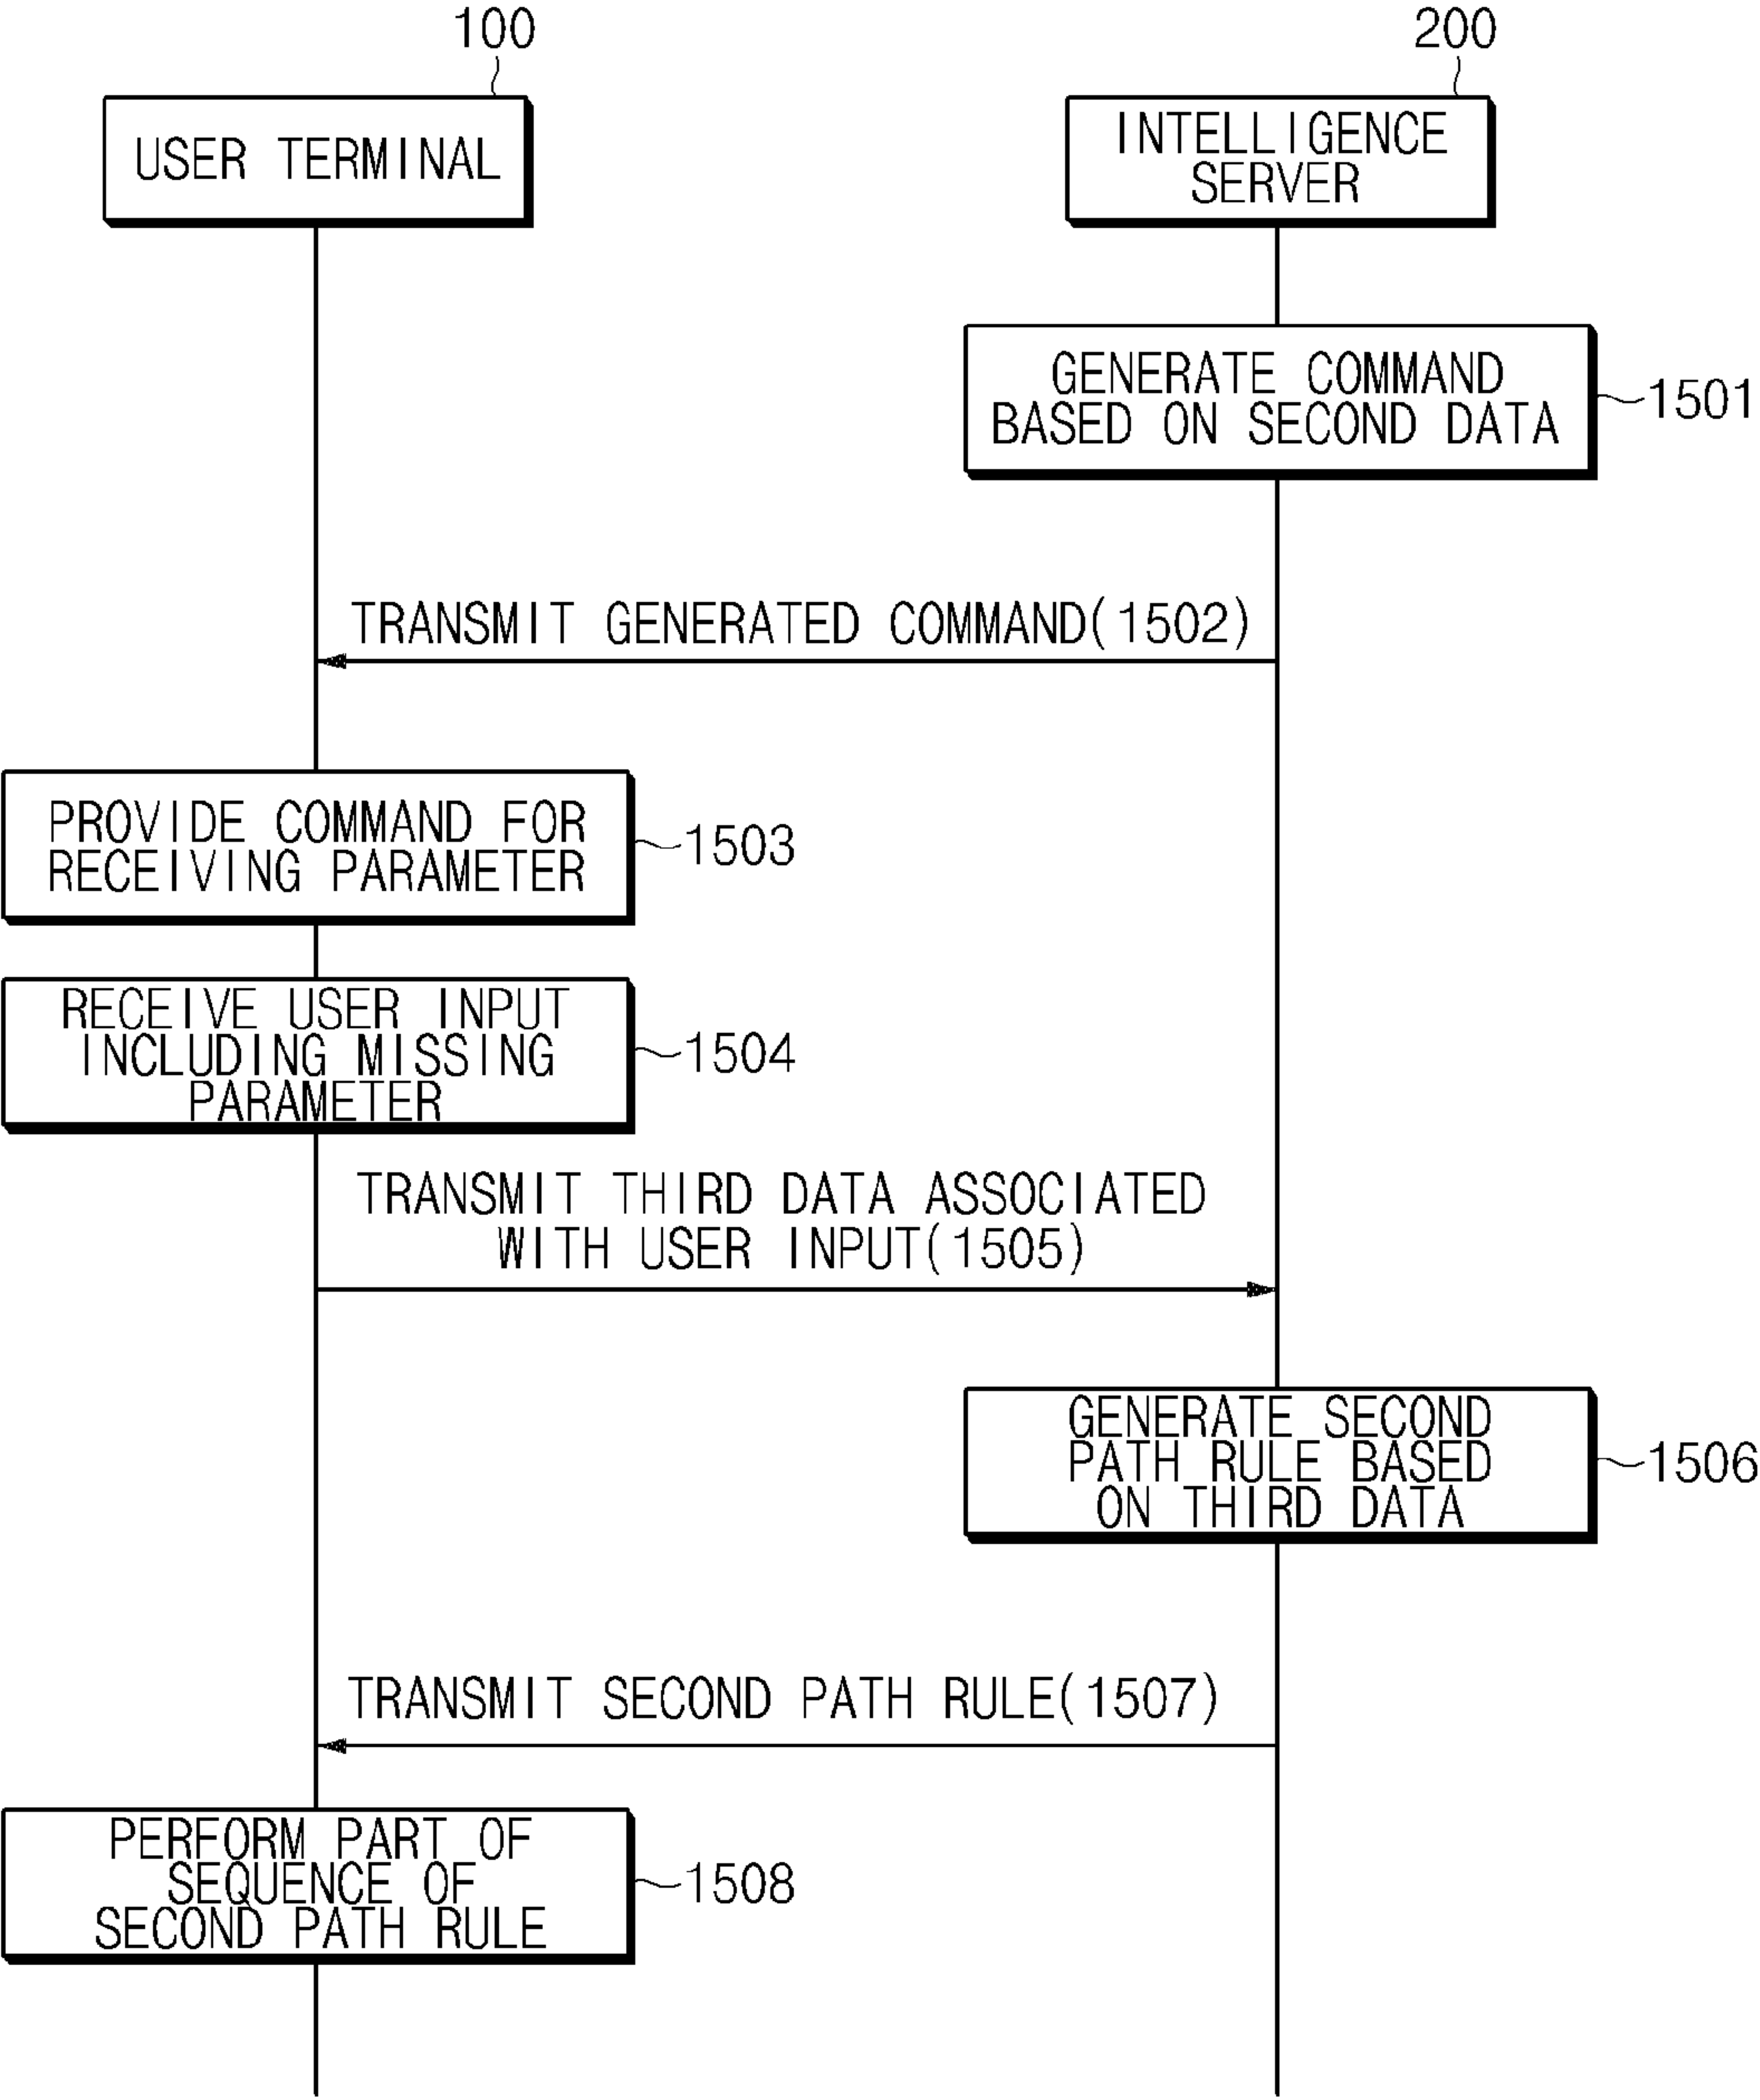 100
200
USER TERMINAL
INTELLIGENCE
SERVER
GENERATE COMMAND
BASED ON SECOND DATA
1501
TRANSMIT GENERATED COMMAND(1502)
PROVIDE COMMAND FOR
RECEIVING PARAMETER
1503
RECEIVE USER INPUT
INCLUDING MISSING
PARAMETER
1504
TRANSMIT THIRD DATA ASSOCIATED
WITH USER INPUT(1505)
GENERATE SECOND
PATH RULE BASED
ON THIRD DATA
1506
TRANSMIT SECOND PATH RULE(1507)
PERFORM PART OF
SEQUENCE OF
SECOND PATH RULE
1508